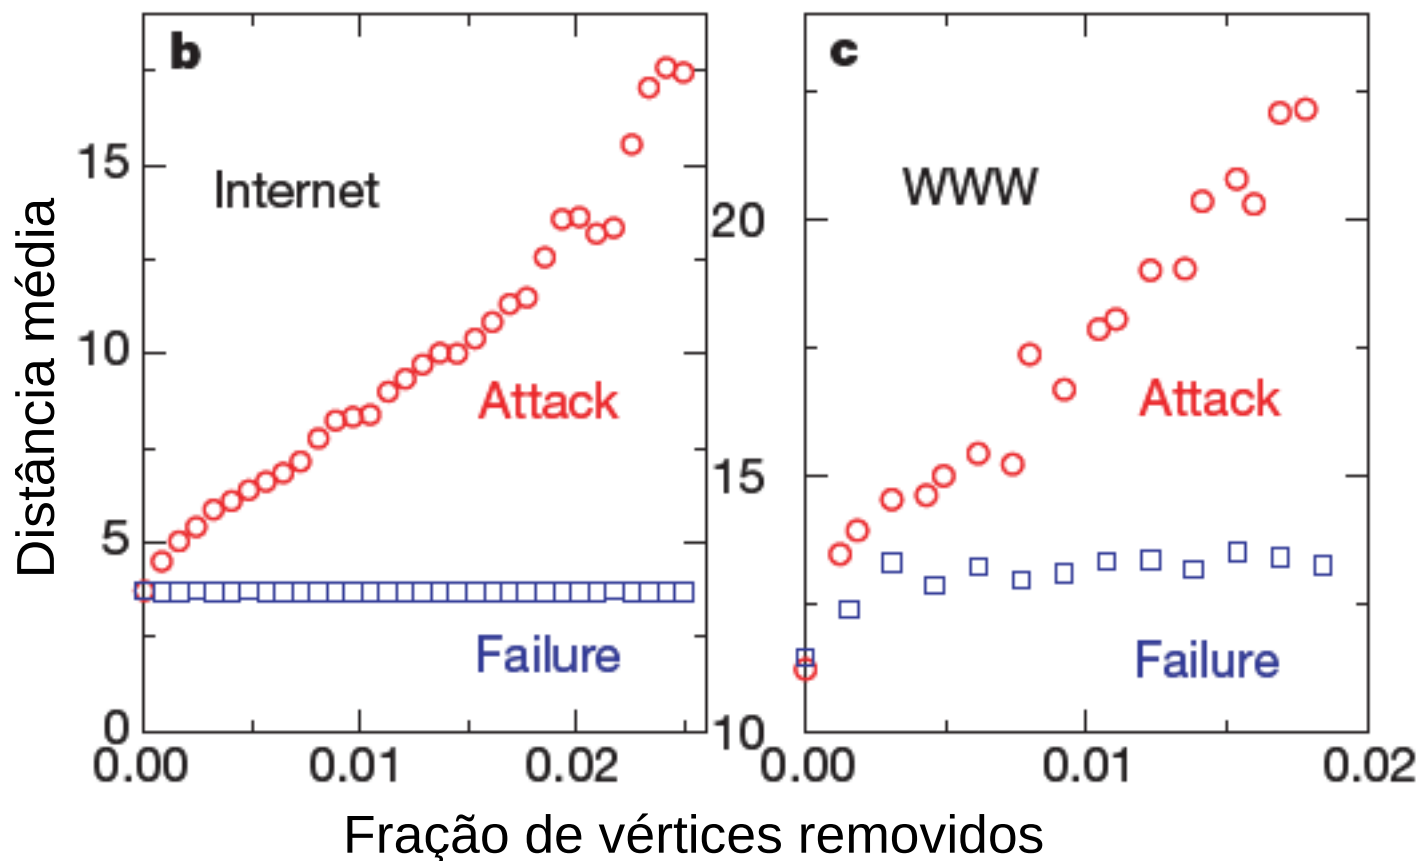 b
Internet
Attack
Failure
15
10
5
0
0.00 0.01 0.02
c
WWW
Attack
Failure
20
15
10
0.00 0.01 0.02
Distância média
Fração de vértices removidos